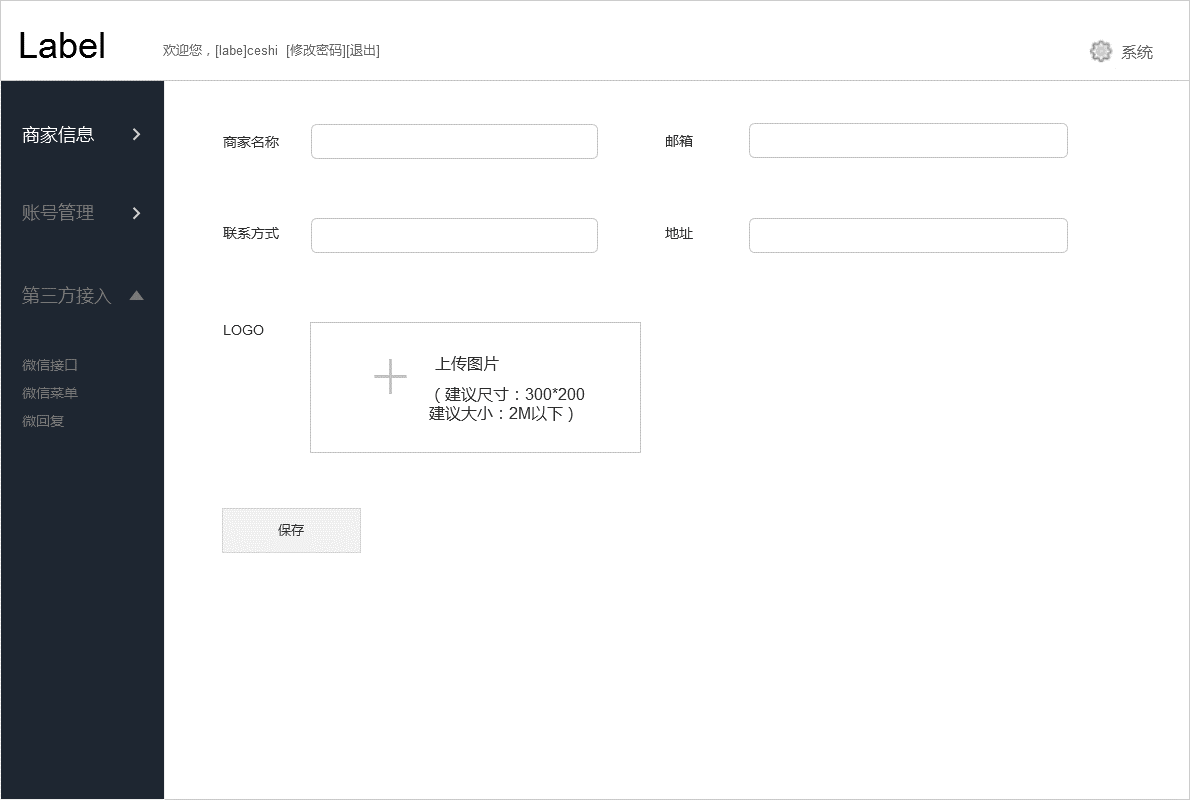 Label
欢迎您，[labe]ceshi [修改密码][退出]
系统
商家信息
账号管理
第三方接入
微信接口
微信菜单
微回复
商家名称
邮箱
联系方式
地址
LOGO
上传图片
（建议尺寸：300*200
建议大小：2M以下）
保存